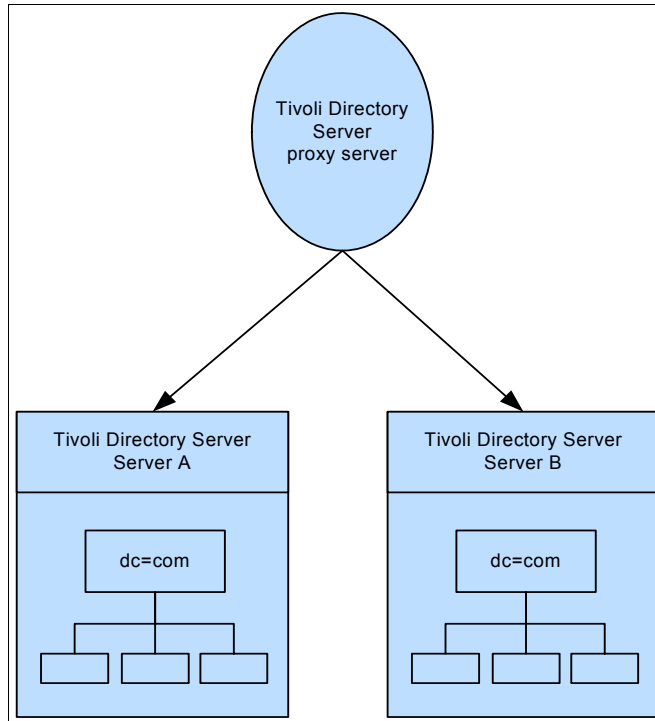 Tivoli Directory
Server
proxy server
Tivoli Directory Server
Server A
dc=com
Tivoli Directory Server
Server B
dc=com